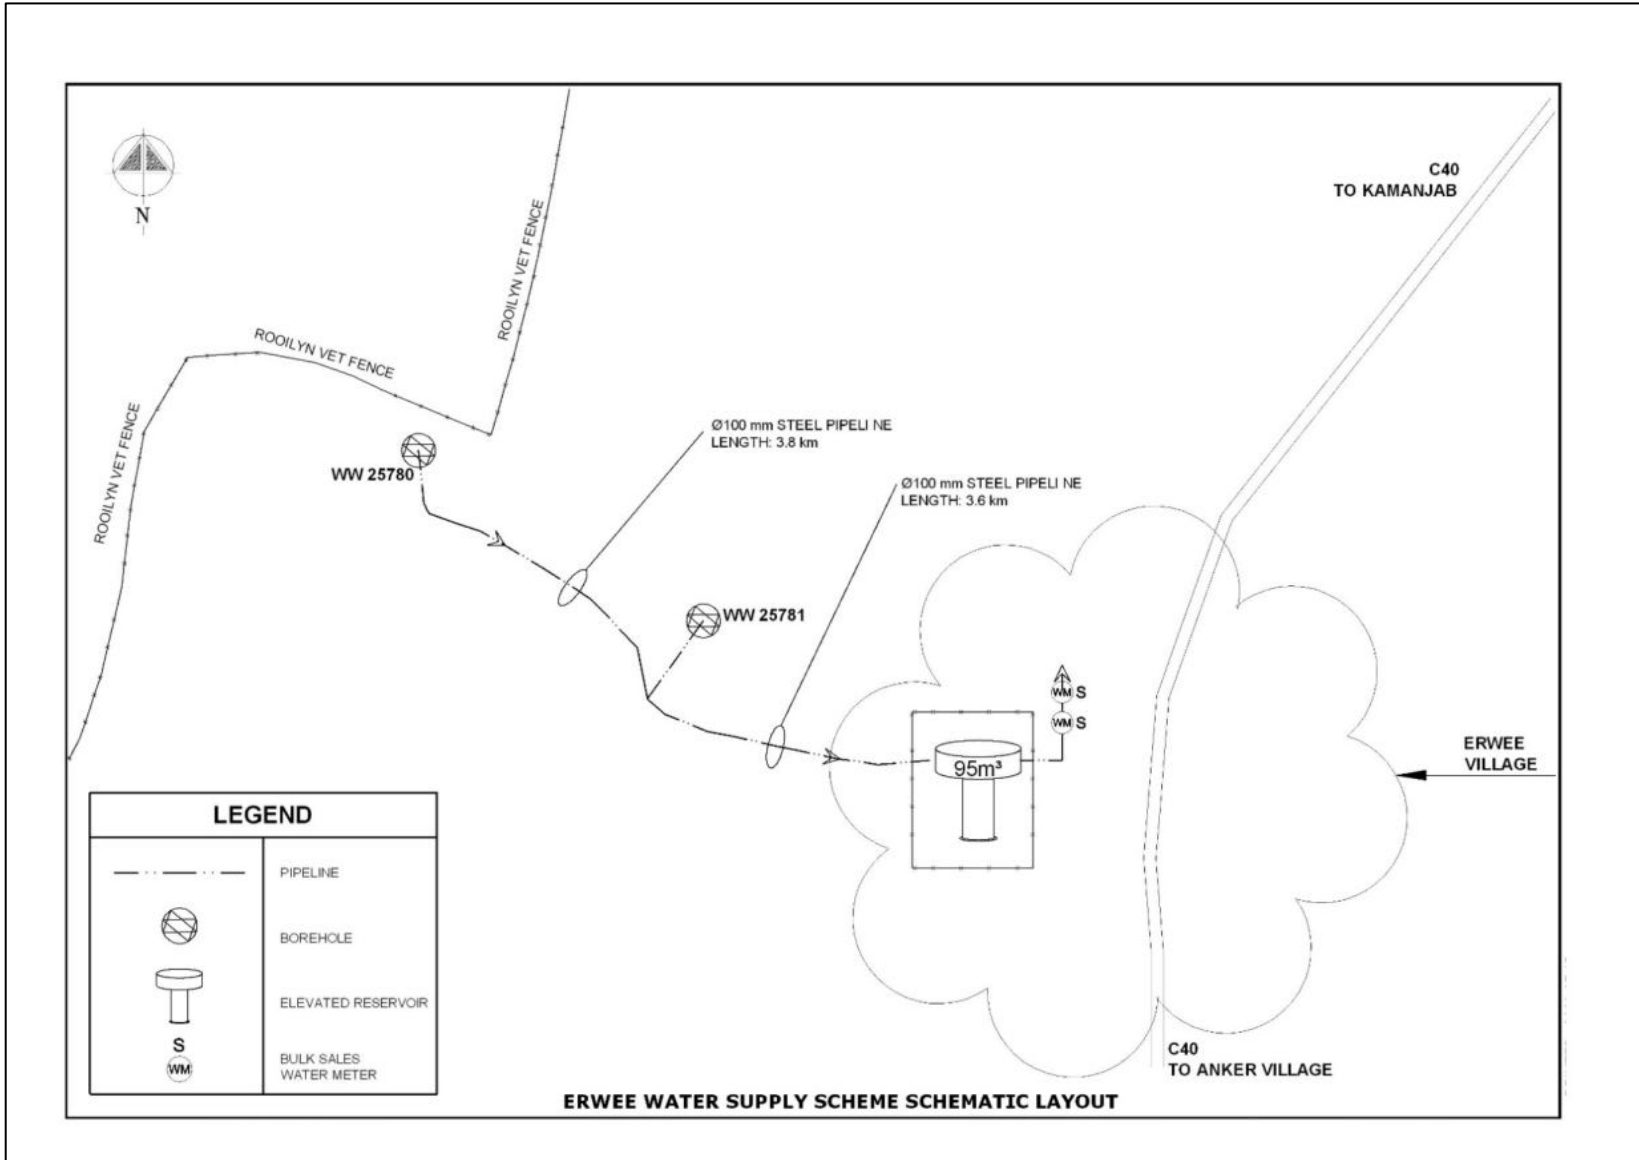 N
C40
TO KAMANJAB
ROOILYN VET FENCE
ROOILYN VET FENCE
ROOILYN VET FENCE
Ø100 mm STEEL PIPELI NE
LENGTH: 3.8 km
WW 25780
Ø100 mm STEEL PIPELI NE
LENGTH: 3.6 km
WW 25781
WM S
WM S
95m³
ERWEE
VILLAGE
LEGEND
PIPELINE
BOREHOLE
ELEVATED RESERVOIR
S
WM
BULK SALES
WATER METER
C40
TO ANKER VILLAGE
ERWEE WATER SUPPLY SCHEME SCHEMATIC LAYOUT